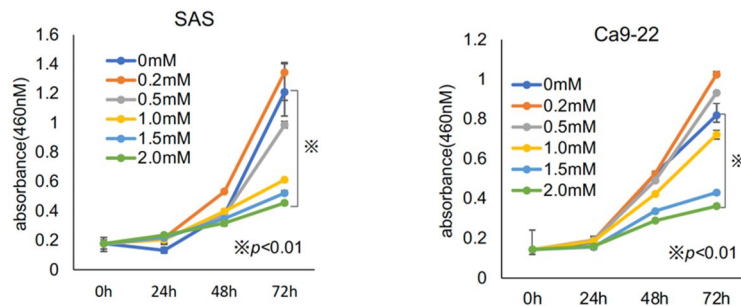 SAS
absorbance(460nM)
1.6
1.4
1.2
1
0.8
0.6
0.4
0.2
0
0mM
0.2mM
0.5mM
1.0mM
1.5mM
2.0mM
※
※p<0.01
0h 24h 48h 72h
Ca9-22
absorbance(460nM)
1.2
1
0.8
0.6
0.4
0.2
0
0mM
0.2mM
0.5mM
1.0mM
1.5mM
2.0mM
※
※p<0.01
0h 24h 48h 72h